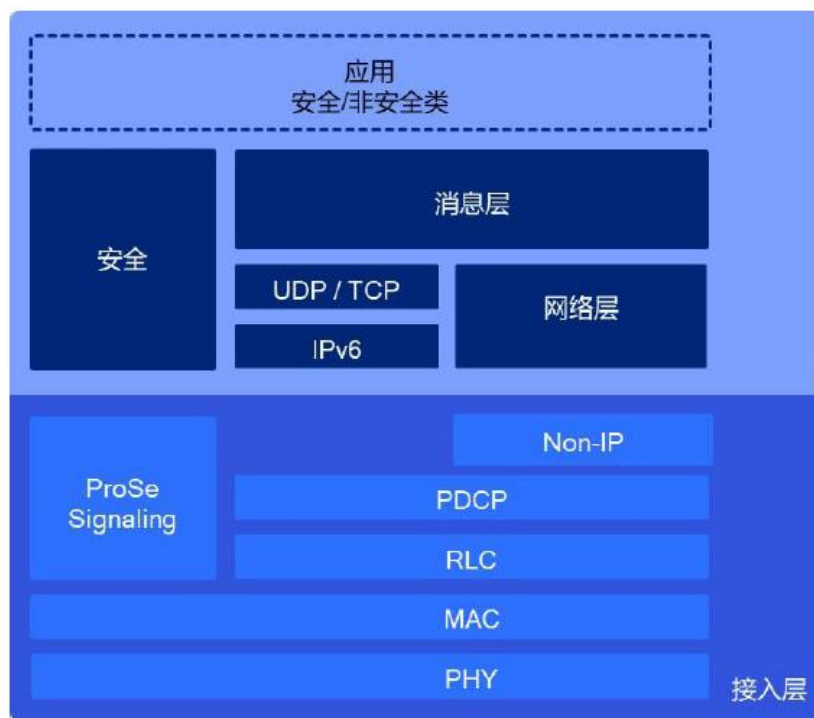 应用
安全/非安全类
安全
消息层
UDP / TCP
IPv6
网络层
ProSe
Signaling
Non-IP
PDCP
RLC
MAC
PHY
接入层